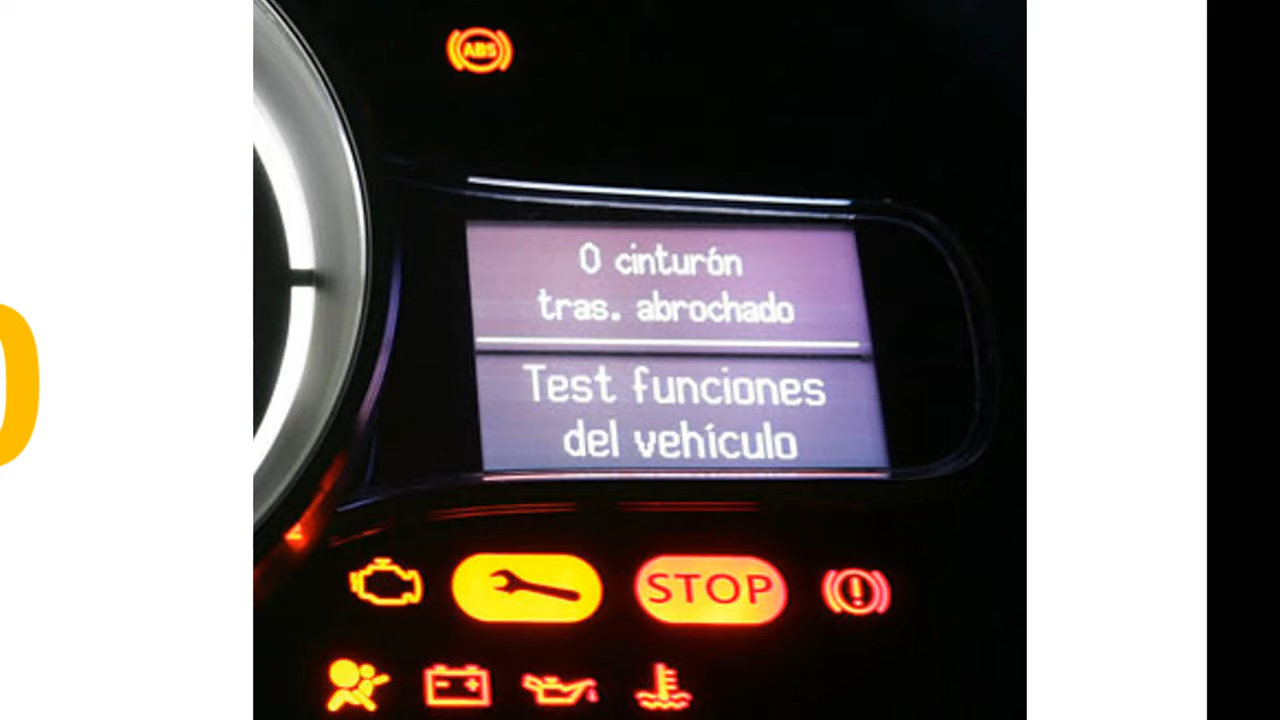 ABS
0 cinturón
tras. abrochado
Test funciones
del vehículo
STOP